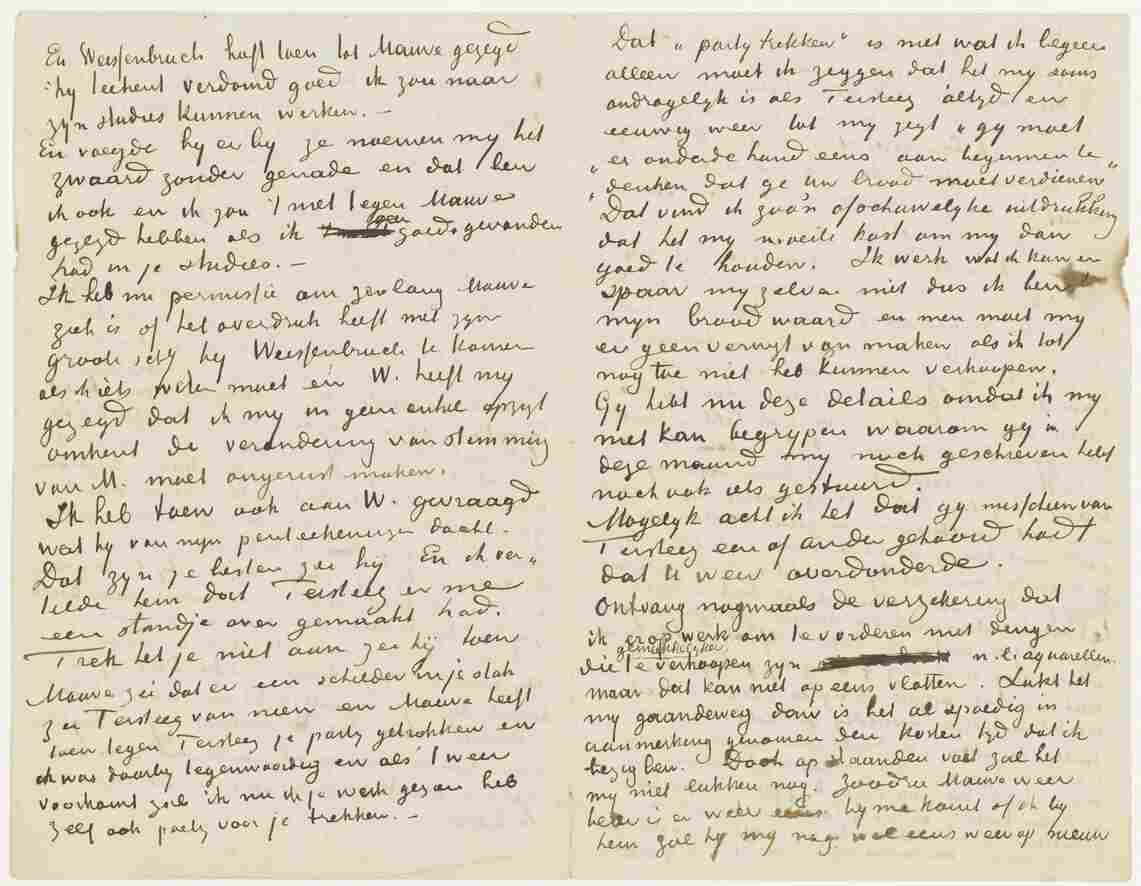 En Weissenbruch heeft toen tot Mauve gezegd
hy teekent verdomd goed ik zou naar
zyn studies kunnen werken. —
En voegde hy er by ze noemen my het
zwaard zonder genade en dat ben
ik ook en ik zou 't niet tegen Mauve
gezegd hebben als ik geen goeds gevonden
had in je studies. —
Ik heb nu permissie om zoolang Mauve
ziek is of het overdruk heeft met zyn
groote schy by Weissenbruch te komen
als ik iets weten moet en W. heeft my
gezegd dat ik my in geen enkel opzigt
omtrent de verandering van stemming
van M. moet ongerust maken.
Ik heb toen ook aan W. gevraagd
wat hy van myn penteekeningen dacht.
Dat zyn je besten zei hij En ik ver„
telde hem dat Tersteeg er me
een standje over gemaakt had.
Trek het je niet aan zei hij toen
Mauve zei dat er een schilder in je stak
zei Tersteeg van neen en Mauve heeft
toen tegen Tersteeg je party getrokken en
ik was daarby tegenwoordig en als 't weer
voorkomt zal ik nu ik je werk gezien heb
zelf ook party voor je trekken. —
Dat „party trekken" is niet wat ik begeer
alleen moet ik zeggen dat het my soms
ondragelyk is als Tersteeg altyd en
eeuwig weer tot my zegt „gy moet
„er onderdehand eens aan beginnen te
„denken dat ge uw brood moet verdienen"
Dat vind ik zoo'n afschuwelyke uitdrukking
dat het my moeite kost om my dan
goed te houden. Ik werk wat ik kan en
spaar my zelve niet dus ik ben
myn brood waard en men moet my
er geen verwyt van maken als ik tot
nog toe niet heb kunnen verkoopen.
Gy hebt nu deze details omdat ik my
niet kan begrypen waarom gy in
deze maand my noch geschreven hebt
noch ook iets gestuurd.
Mogelyk acht ik het dat gy misschien van
Tersteeg een of ander gehoord hadt
dat U weer overdonderde.
Ontvang nogmaals de verzekering dat
ik erop werk om te vorderen met dingen
die gemakkelyker te verkoopen zyn n.l. aquarellen.
maar dat kan niet op eens vlotten. Lukt het
my gaandeweg dan is het al spoedig in
aanmerking genomen den korten tyd dat ik
bezig ben. Doch op staanden voet zal het
my niet lukken nog. Zoodra Mauve weer
beter is en weer eens by me komt of ik by
hem zal hy my nog wel eens weer op nieuw